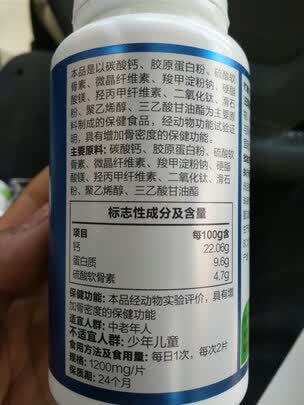 本品是以碳酸钙、胶原蛋白粉、硫酸软
骨素、微晶纤维素、羧甲淀粉钠、硬脂
酸镁、羟丙甲纤维素、二氧化钛、滑石
粉、聚乙烯醇、三乙酸甘油酯为主要原
料制成的保健食品，经动物功能试验证
明，具有增加骨密度的保健功能。
主要原料：碳酸钙、胶原蛋白粉、硫酸软
骨素、微晶纤维素、羧甲淀粉钠、硬脂
酸镁、羟丙甲纤维素、二氧化钛、滑石
粉、聚乙烯醇、三乙酸甘油酯
标志性成分及含量
项目 每100g含
钙 22.06g
蛋白质 9.6g
硫酸软骨素 4.7g
保健功能：本品经动物实验评价，具有增
加骨密度的保健功能
适宜人群：中老年人
不适宜人群：少年儿童
食用方法及食用量：每日1次，每次2片
规格：1200mg/片
保质期：24个月